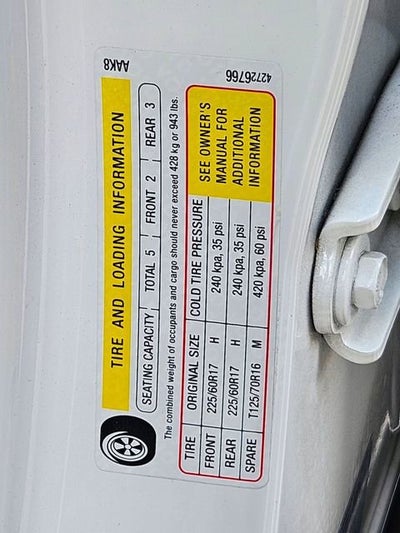 TIRE AND LOADING INFORMATION
AAK8
SEATING CAPACITY TOTAL 5 FRONT 2 REAR 3
The combined weight of occupants and cargo should never exceed 428 kg or 943 lbs.
TIRE ORIGINAL SIZE COLD TIRE PRESSURE
FRONT 225/60R17 H 240 kpa, 35 psi
REAR 225/60R17 H 240 kpa, 35 psi
SPARE T125/70R16 M 420 kpa, 60 psi
SEE OWNER'S
MANUAL FOR
ADDITIONAL
INFORMATION
42726766